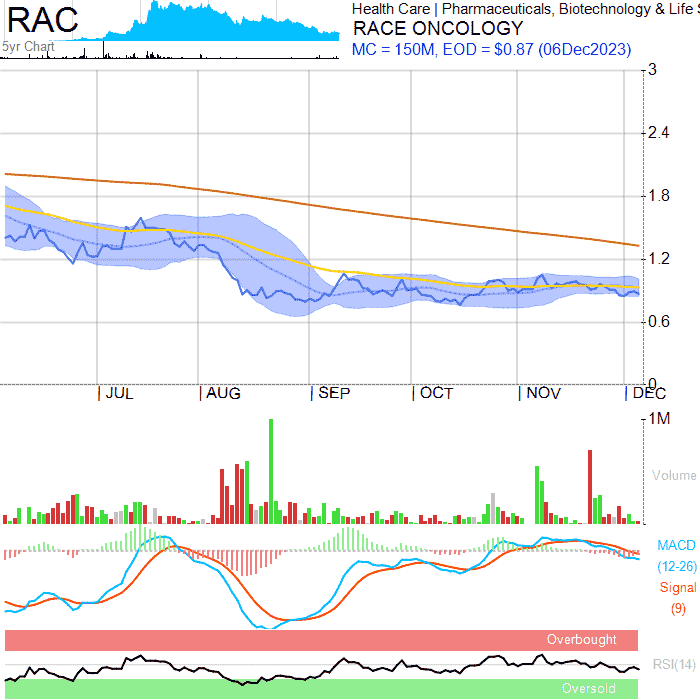 RAC
5yr Chart
Health Care | Pharmaceuticals, Biotechnology & Life S
RACE ONCOLOGY
MC = 150M, EOD = $0.87 (06Dec2023)
3
2.4
1.8
1.2
0.6
0
JUL
AUG
SEP
OCT
NOV
DEC
1M
Volume
MACD
(12-26)
Signal
(9)
Overbought
RSI(14)
Oversold